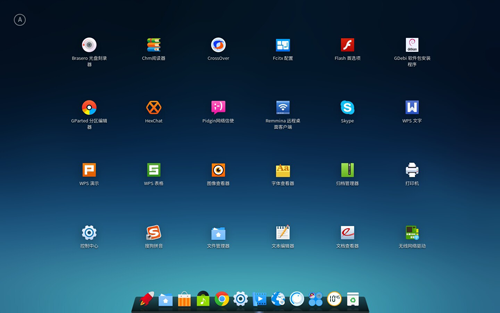 A
Brasero 光盘刻录
器
Chm阅读器
CrossOver
Fcitx 配置
Flash 首选项
GDebi 软件包安装
程序
GParted 分区编辑
器
HexChat
Pidgin网络信使
Remmina 远程桌
面客户端
Skype
WPS 文字
WPS 演示
WPS 表格
图像查看器
字体查看器
归档管理器
打印机
控制中心
搜狗拼音
文件管理器
文本编辑器
文档查看器
无线网络驱动